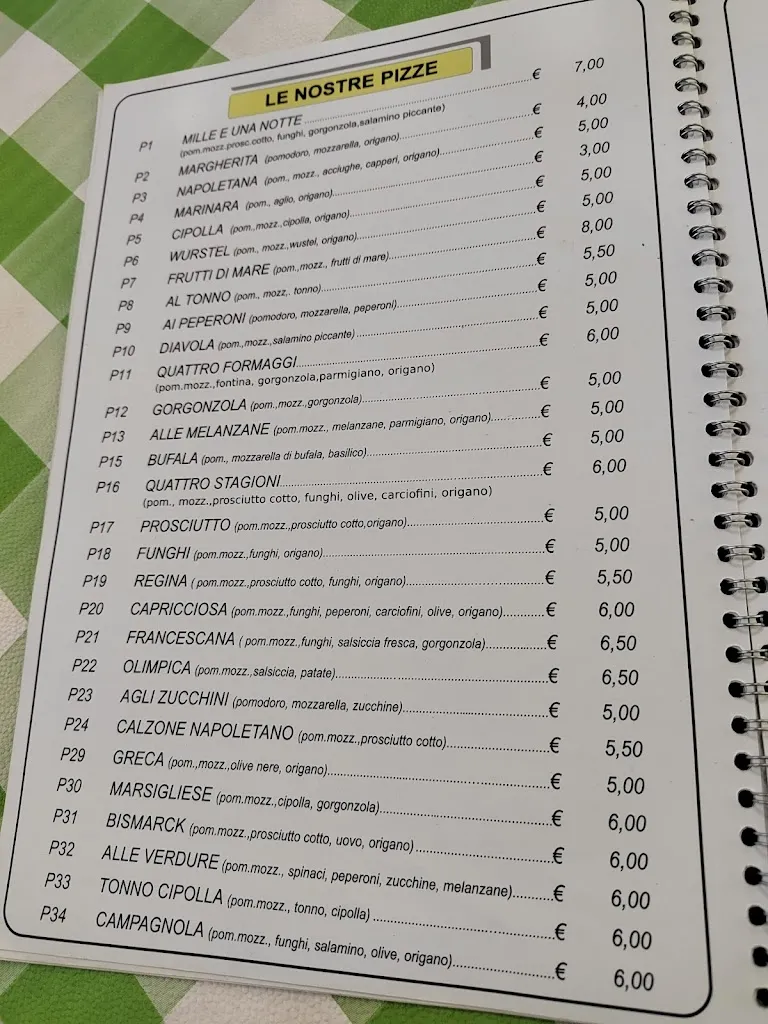 LE NOSTRE PIZZE
P1 MILLE E UNA NOTTE € 7,00
(pom.mozz.prosc.cotto, funghi, gorgonzola,salamino piccante)
P2 MARGHERITA (pomodoro, mozzarella, origano) € 4,00
P3 NAPOLETANA (pom., mozz., acciughe, capperi, origano) € 5,00
P4 MARINARA (pom., aglio, origano) € 3,00
P5 CIPOLLA (pom.,mozz.,cipolla, origano) € 5,00
P6 WURSTEL (pom., mozz.,wustel, origano) € 5,00
P7 FRUTTI DI MARE (pom.,mozz., frutti di mare) € 8,00
P8 AL TONNO (pom., mozz,. tonno) € 5,50
P9 AI PEPERONI (pomodoro, mozzarella, peperoni) € 5,00
P10 DIAVOLA (pom.,mozz.,salamino piccante) € 5,00
P11 QUATTRO FORMAGGI € 6,00
(pom.mozz.,fontina, gorgonzola,parmigiano, origano)
P12 GORGONZOLA (pom.,mozz.,gorgonzola) € 5,00
P13 ALLE MELANZANE (pom.mozz., melanzane, parmigiano, origano) € 5,00
P15 BUFALA (pom., mozzarella di bufala, basilico) € 5,00
P16 QUATTRO STAGIONI € 6,00
(pom., mozz.,prosciutto cotto, funghi, olive, carciofini, origano)
P17 PROSCIUTTO (pom.mozz.,prosciutto cotto,origano) € 5,00
P18 FUNGHI (pom.mozz.,funghi, origano) € 5,00
P19 REGINA ( pom.mozz.,prosciutto cotto, funghi, origano) € 5,50
P20 CAPRICCIOSA (pom.mozz.,funghi, peperoni, carciofini, olive, origano) € 6,00
P21 FRANCESCANA ( pom.mozz.,funghi, salsiccia fresca, gorgonzola) € 6,50
P22 OLIMPICA (pom.mozz.,salsiccia, patate) € 6,50
P23 AGLI ZUCCHINI (pomodoro, mozzarella, zucchine) € 5,00
P24 CALZONE NAPOLETANO (pom.mozz.,prosciutto cotto) € 5,50
P29 GRECA (pom.,mozz.,olive nere, origano) € 5,00
P30 MARSIGLIESE (pom.mozz.,cipolla, gorgonzola) € 6,00
P31 BISMARCK (pom.mozz.,prosciutto cotto, uovo, origano) € 6,00
P32 ALLE VERDURE (pom.mozz., spinaci, peperoni, zucchine, melanzane) € 6,00
P33 TONNO CIPOLLA (pom.mozz., tonno, cipolla) € 6,00
P34 CAMPAGNOLA (pom.mozz., funghi, salamino, olive, origano) € 6,00